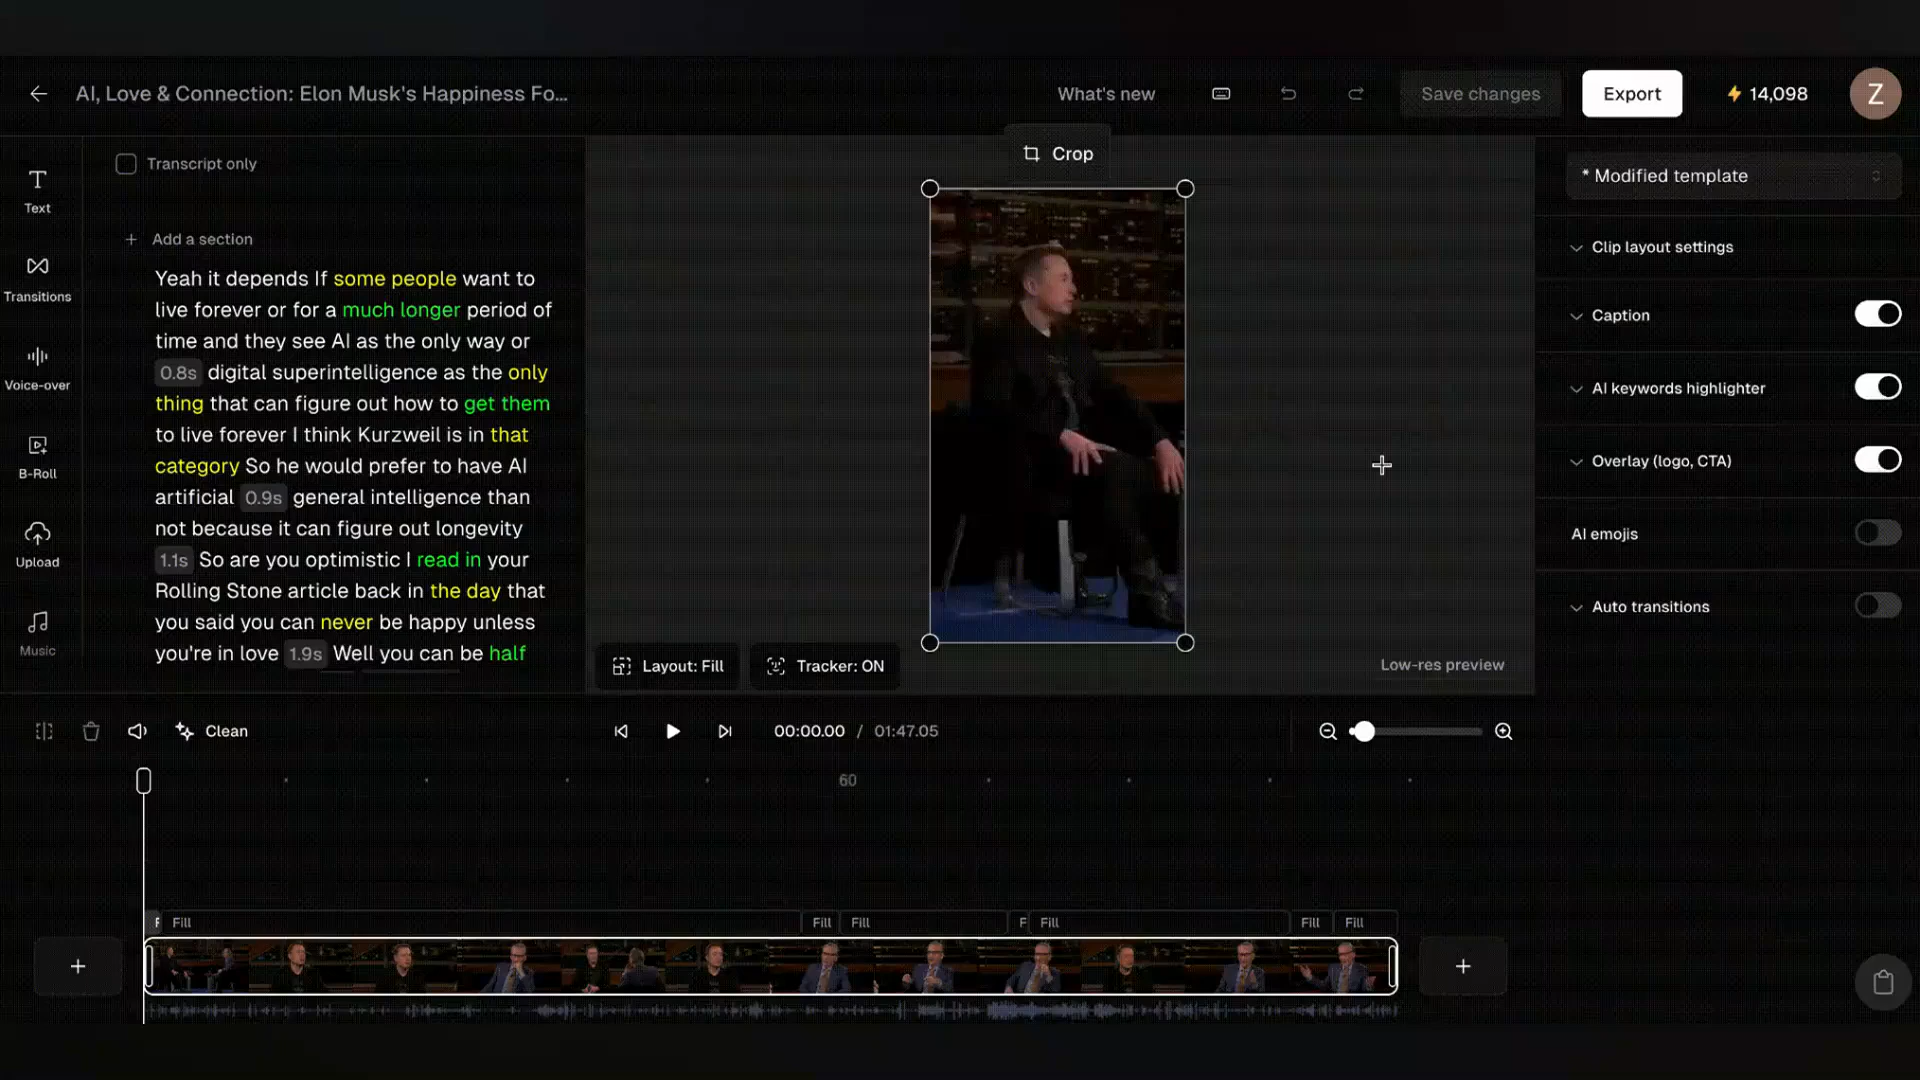 AI, Love & Connection: Elon Musk's Happiness Fo...
What's new
Save changes
Export
14,098
Z
Text
Transitions
Voice-over
B-Roll
Upload
Music
Transcript only
Add a section
Yeah it depends If some people want to
live forever or for a much longer period of
time and they see AI as the only way or
0.8s digital superintelligence as the only
thing that can figure out how to get them
to live forever I think Kurzweil is in that
category So he would prefer to have AI
artificial 0.9s general intelligence than
not because it can figure out longevity
1.1s So are you optimistic I read in your
Rolling Stone article back in the day that
you said you can never be happy unless
you're in love 1.9s Well you can be half
Crop
Layout: Fill
Tracker: ON
Low-res preview
* Modified template
Clip layout settings
Caption
AI keywords highlighter
Overlay (logo, CTA)
AI emojis
Auto transitions
Clean
00:00.00 / 01:47.05
60
F
Fill
Fill
Fill
F
Fill
Fill
Fill